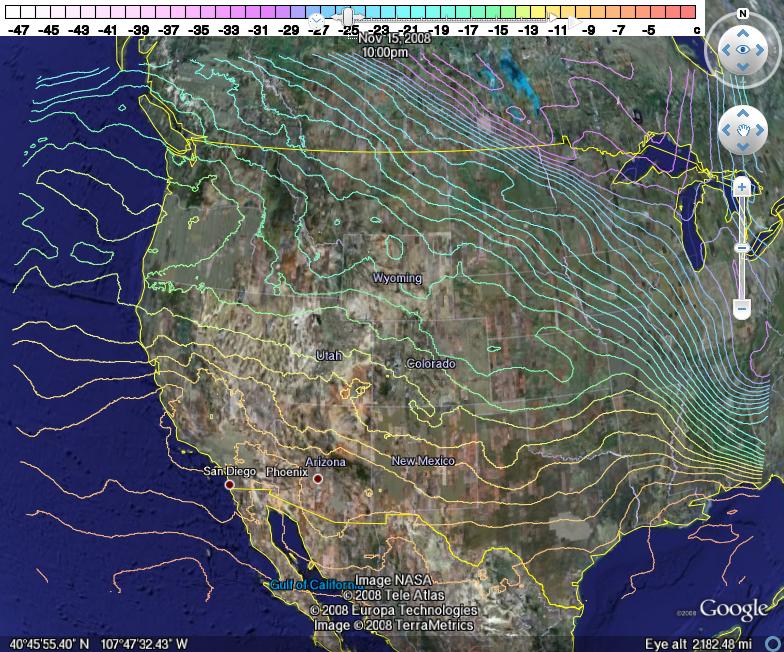 -47 -45 -43 -41 -39 -37 -35 -33 -31 -29 -27 -25 -23 -21 -19 -17 -15 -13 -11 -9 -7 -5 c
Nov 15, 2008
10:00pm
N
Wyoming
Utah
Colorado
San Diego
Phoenix
Arizona
New Mexico
Gulf of California
Image NASA
© 2008 Tele Atlas
© 2008 Europa Technologies
Image © 2008 TerraMetrics
©2008 Google
40°45'55.40" N 107°47'32.43" W
Eye alt 2182.48 mi